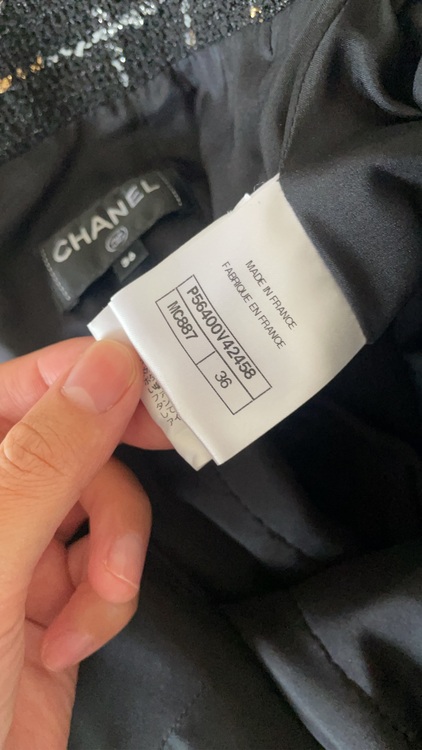 CHANEL
36
MADE IN FRANCE
FABRIQUE EN FRANCE
P56400V42458
MC887 36